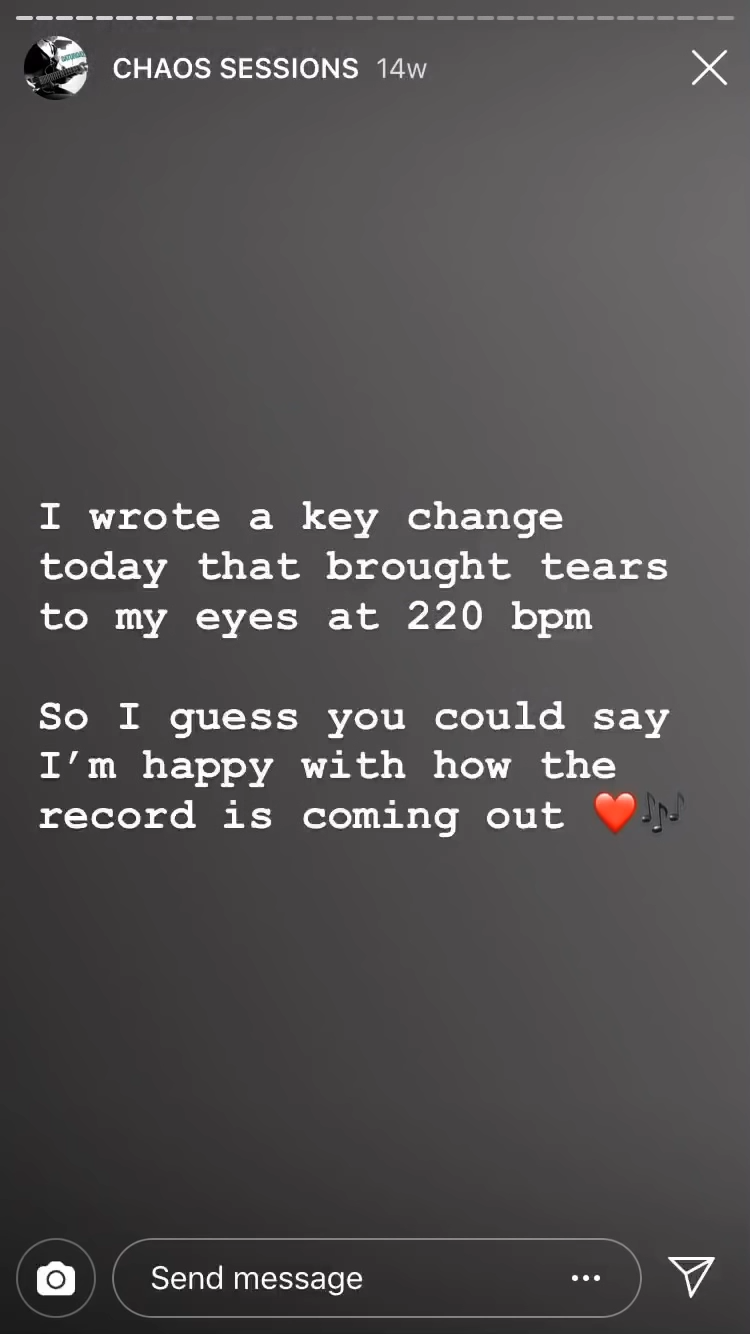 CHAOS SESSIONS 14w
I wrote a key change
today that brought tears
to my eyes at 220 bpm
So I guess you could say
I’m happy with how the
record is coming out ❤️🎶
Send message